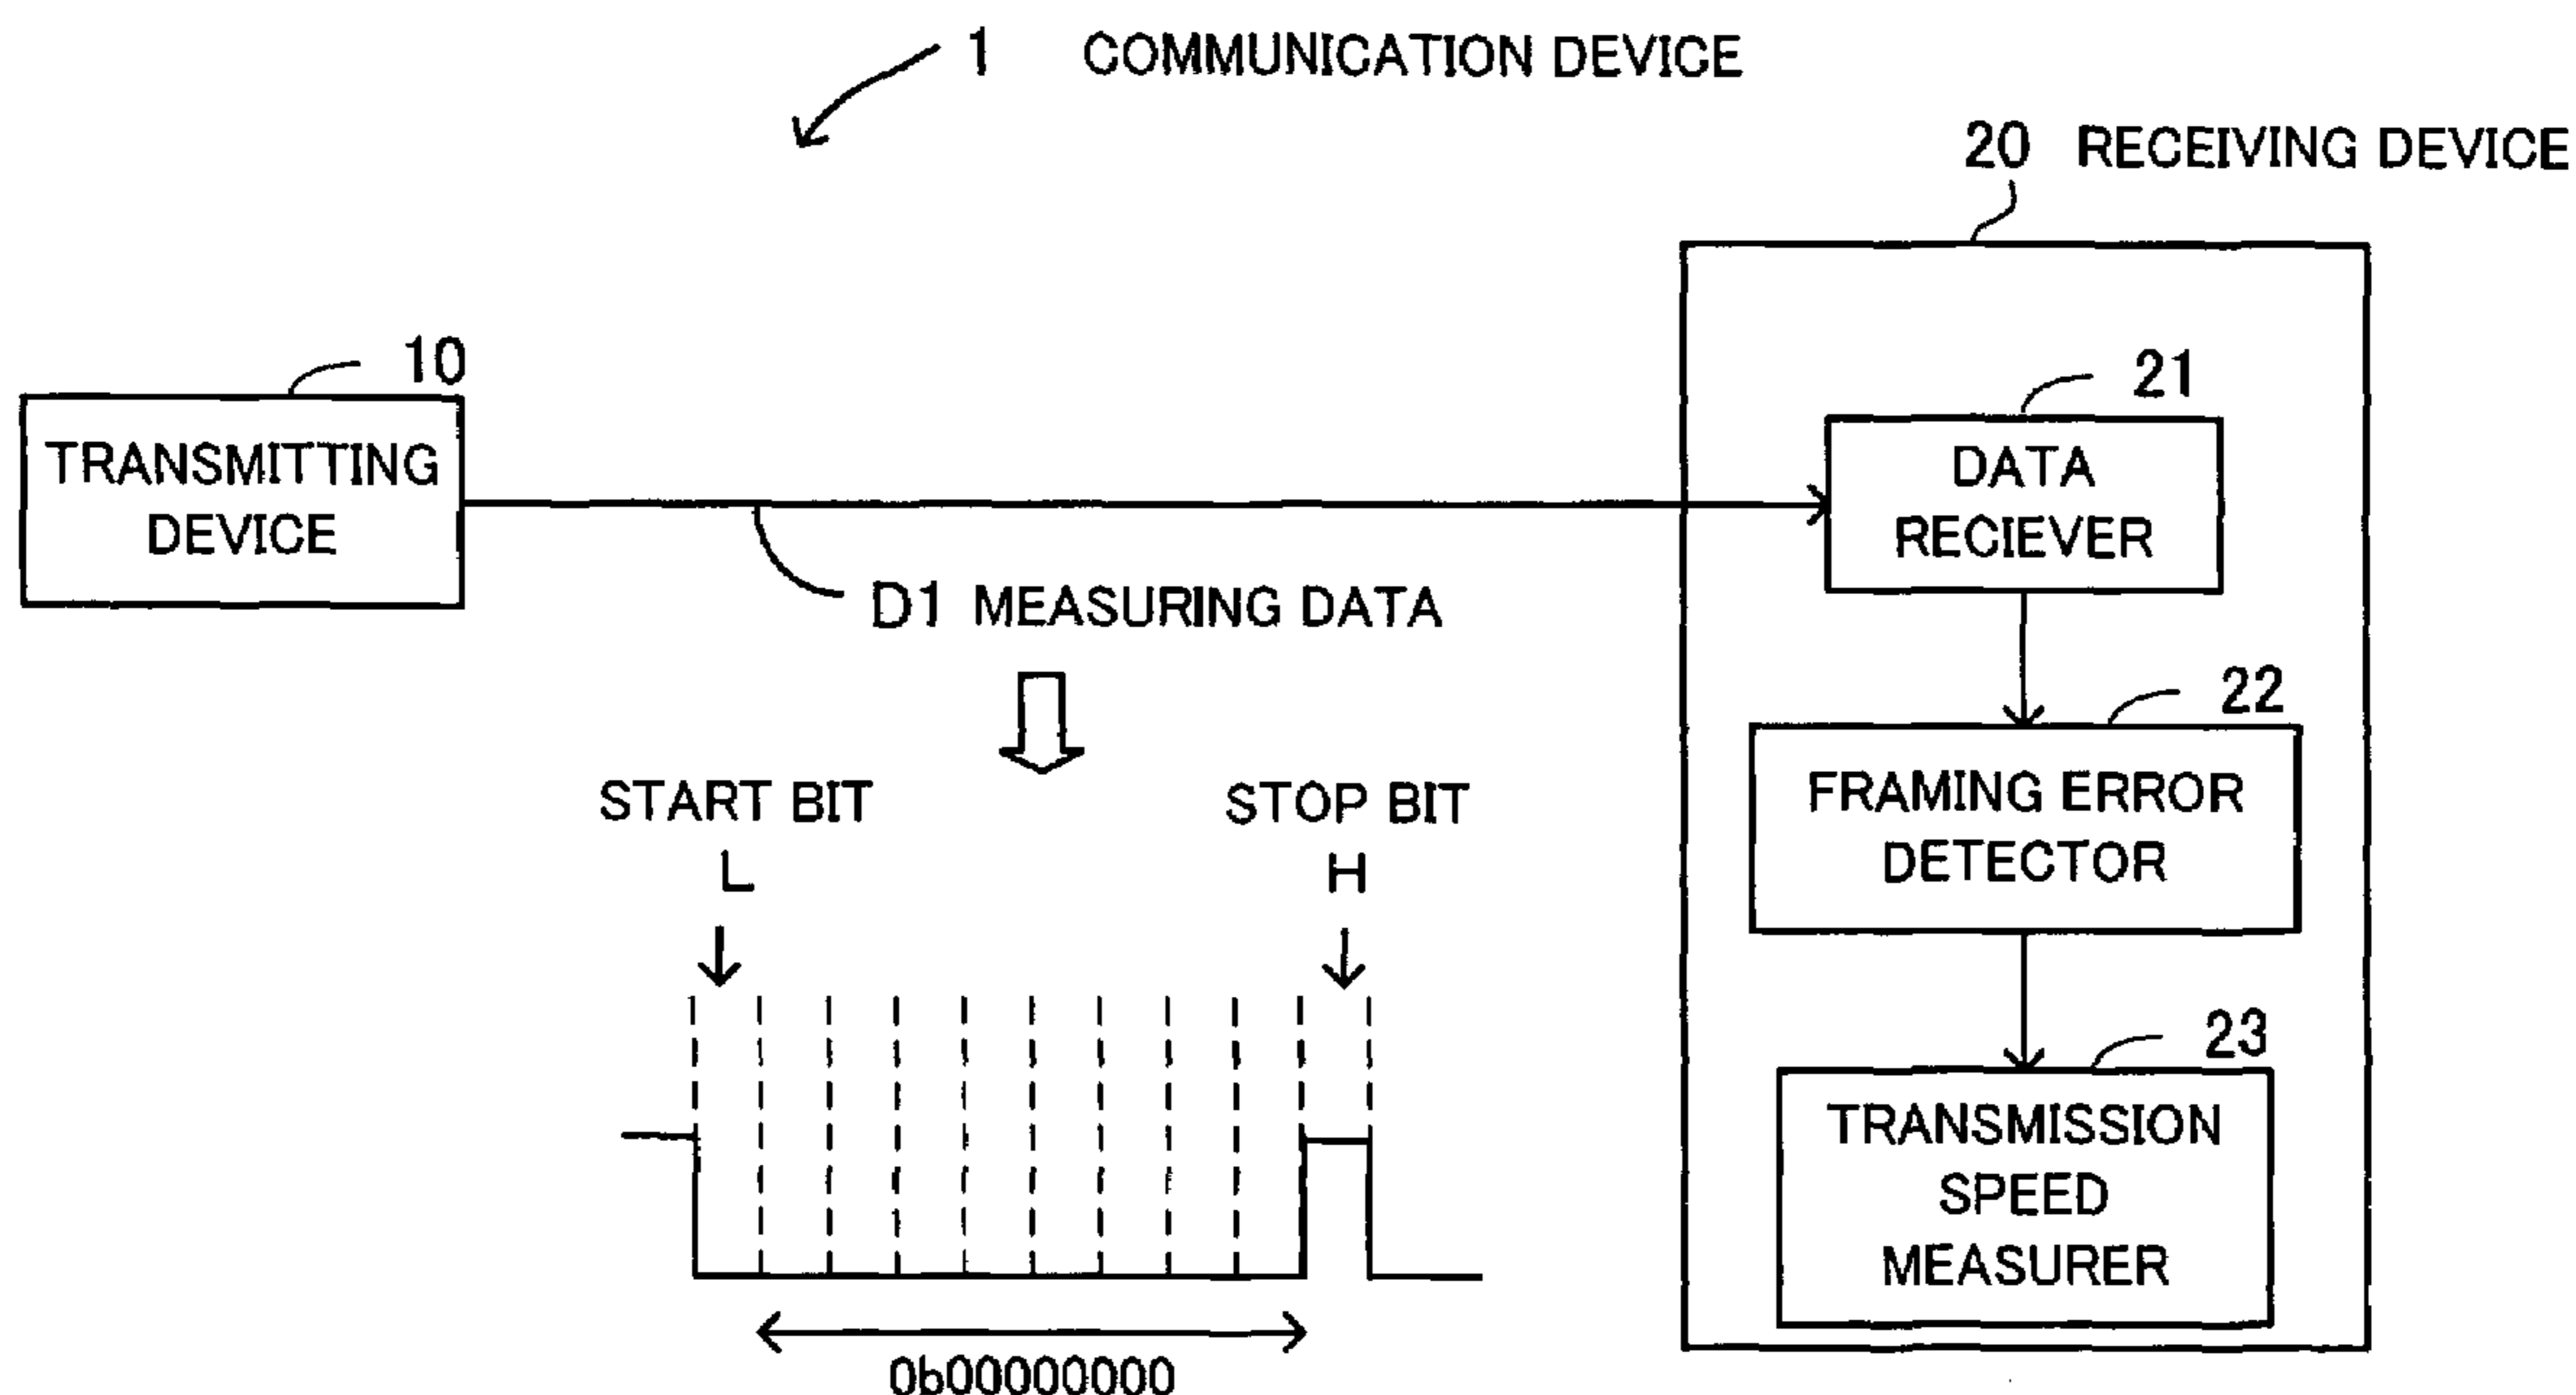 1 COMMUNICATION DEVICE
20 RECEIVING DEVICE
10
TRANSMITTING
DEVICE
D1 MEASURING DATA
START BIT
L
STOP BIT
H
0b00000000
21
DATA
RECIEVER
22
FRAMING ERROR
DETECTOR
23
TRANSMISSION
SPEED
MEASURER